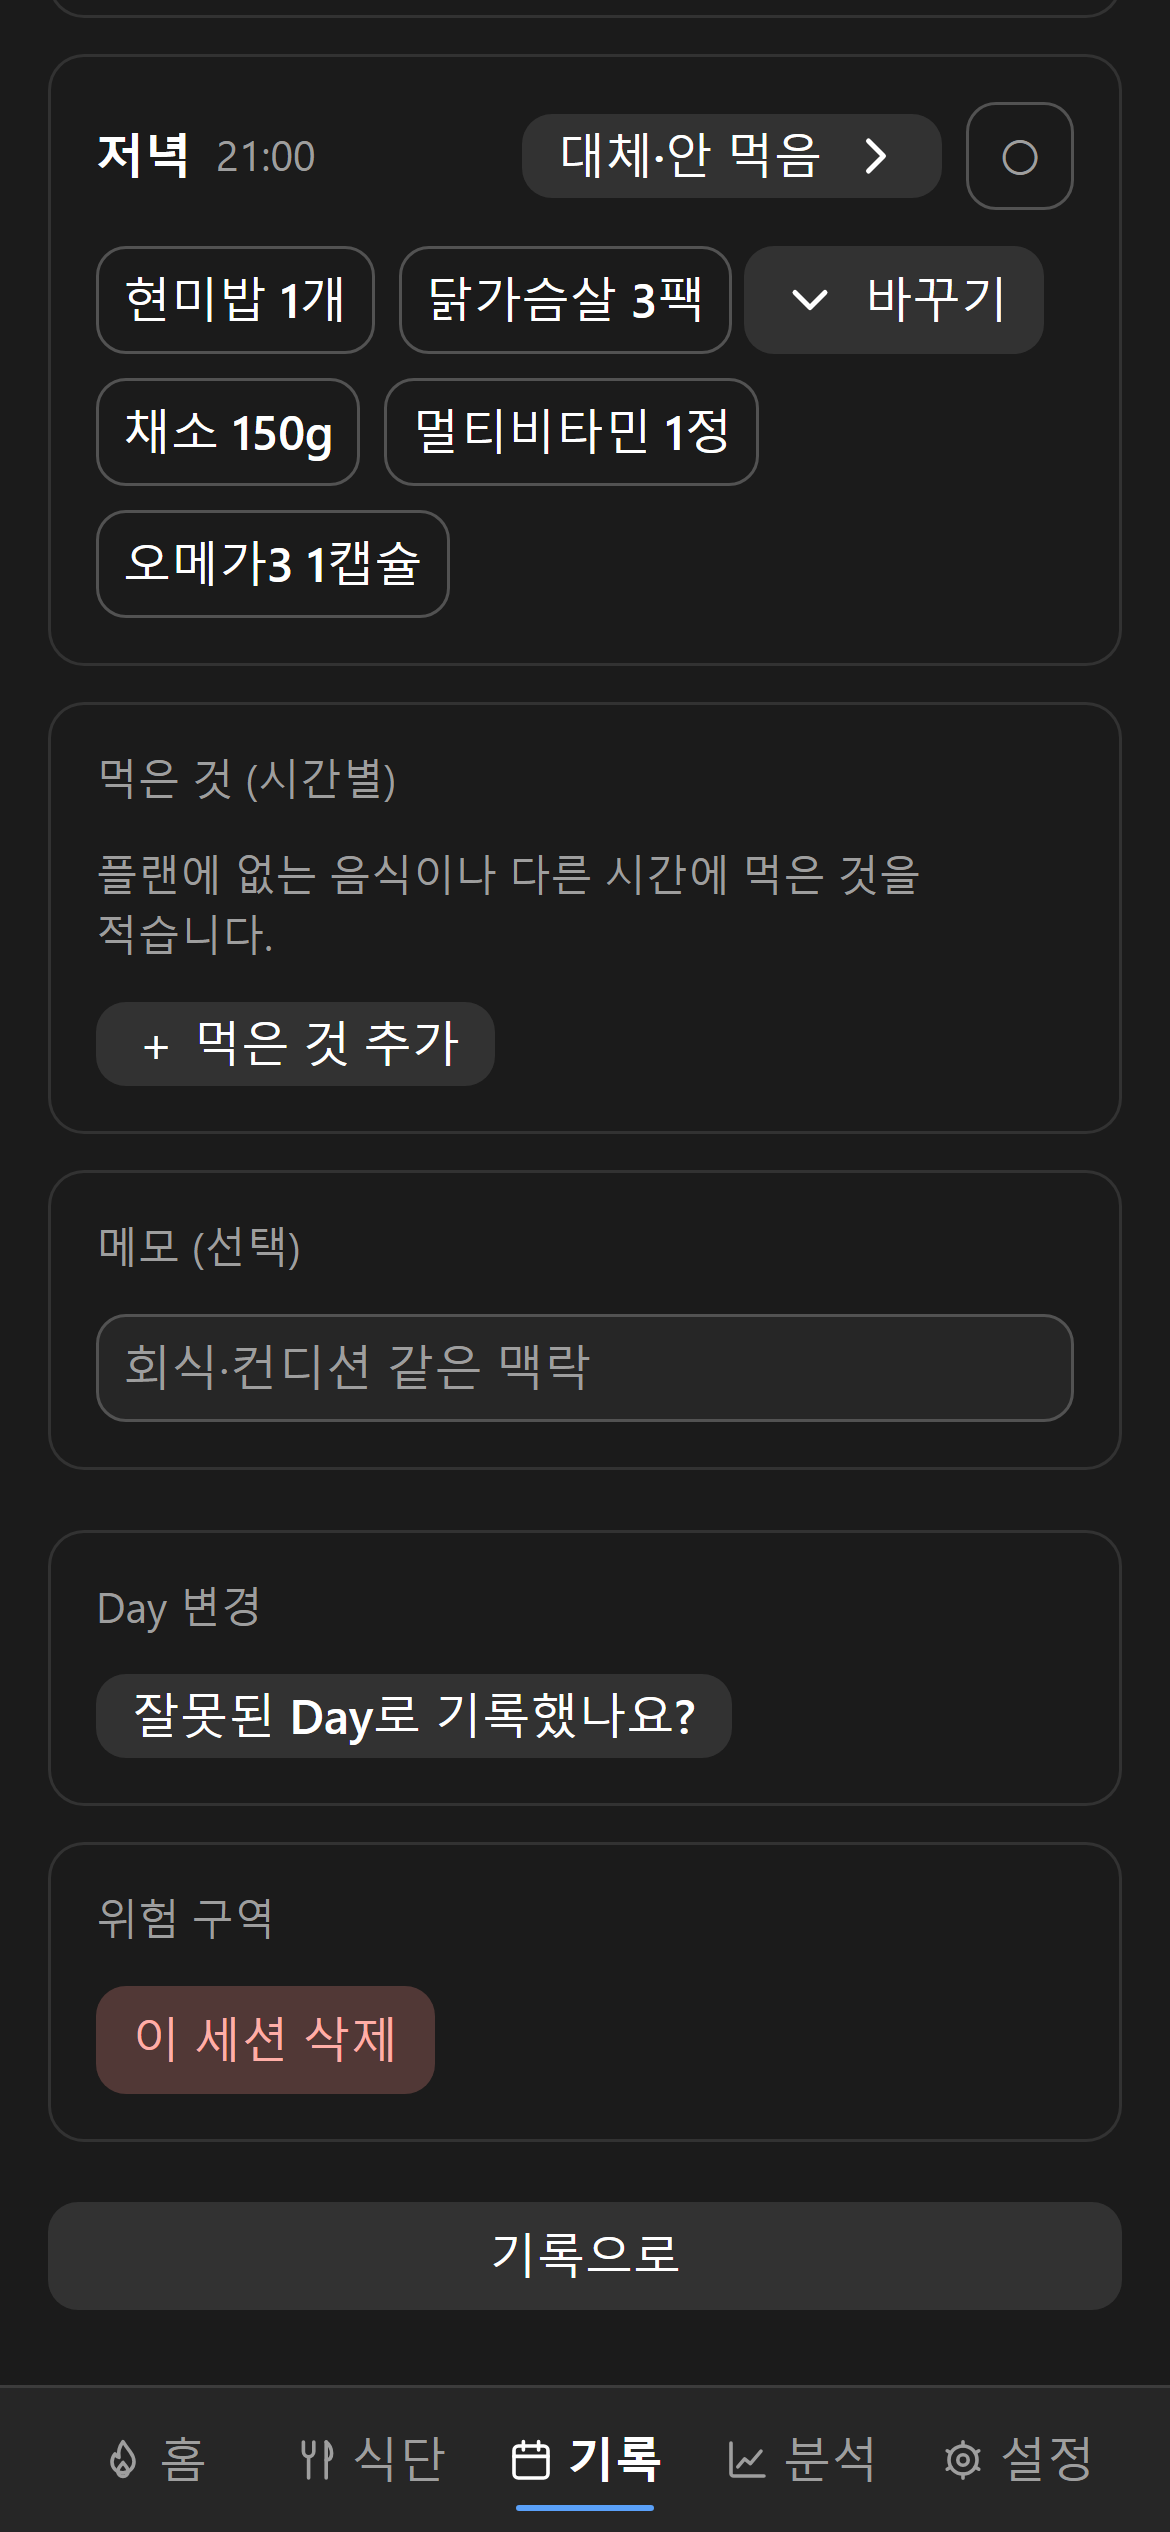 저녁 21:00 대체·안 먹음
현미밥 1개 닭가슴살 3팩 바꾸기
채소 150g 멀티비타민 1정
오메가3 1캡슐
먹은 것 (시간별)
플랜에 없는 음식이나 다른 시간에 먹은 것을
적습니다.
+ 먹은 것 추가
메모 (선택)
회식·컨디션 같은 맥락
Day 변경
잘못된 Day로 기록했나요?
위험 구역
이 세션 삭제
기록으로
홈 식단 기록 분석 설정